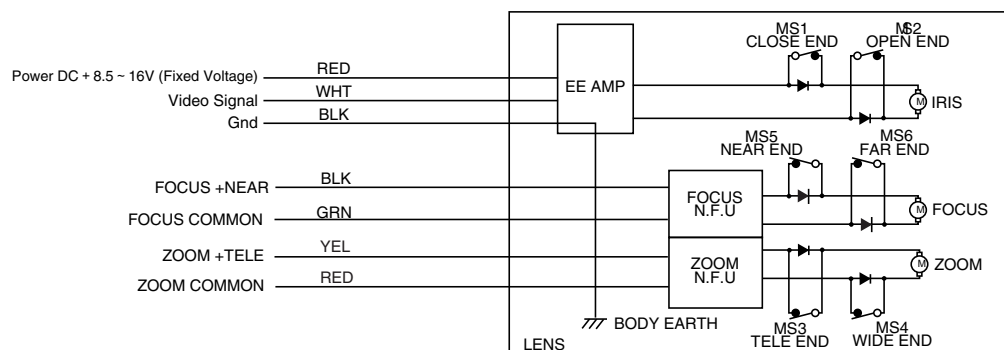 MS1
CLOSE END
MS2
OPEN END
Power DC + 8.5 ~ 16V (Fixed Voltage)
RED
EE AMP
Video Signal
WHT
IRIS
M
Gnd
BLK
MS5
NEAR END
MS6
FAR END
FOCUS +NEAR
BLK
FOCUS
N.F.U
FOCUS COMMON
GRN
M
FOCUS
ZOOM +TELE
YEL
ZOOM
N.F.U
M
ZOOM
ZOOM COMMON
RED
BODY EARTH
MS3
TELE END
MS4
WIDE END
LENS